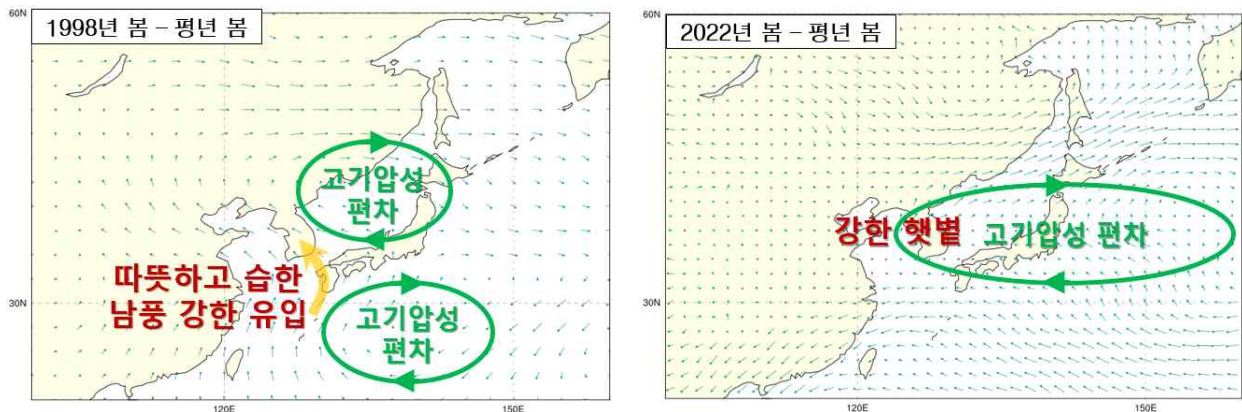 1998년 봄 – 평년 봄
60N
고기압성
편차
따뜻하고 습한
남풍 강한 유입
30N
고기압성
편차
120E
150E
2022년 봄 – 평년 봄
60N
강한 햇볕
고기압성 편차
30N
120E
150E